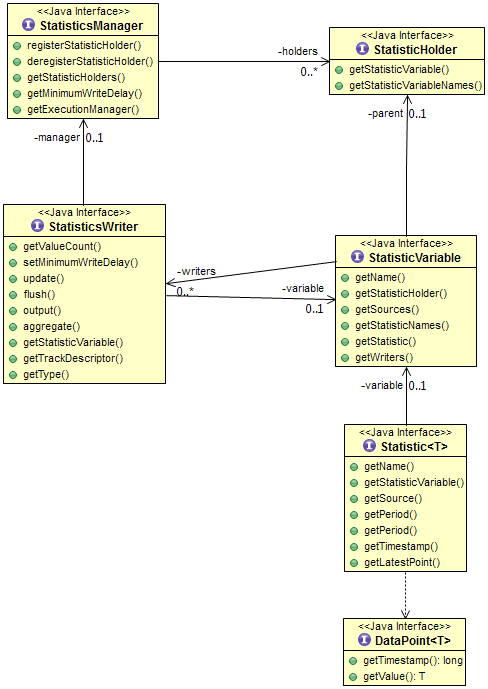 <<Java Interface>>
StatisticsManager
registerStatisticHolder()
deregisterStatisticHolder()
getStatisticHolders()
getMinimumWriteDelay()
getExecutionManager()
-holders
0..*
<<Java Interface>>
StatisticHolder
getStatisticVariable()
getStatisticVariableNames()
-manager
0..1
-parent
0..1
<<Java Interface>>
StatisticsWriter
getValueCount()
setMinimumWriteDelay()
update()
flush()
output()
aggregate()
getStatisticVariable()
getTrackDescriptor()
getType()
-writers
0..*
-variable
0..1
<<Java Interface>>
StatisticVariable
getName()
getStatisticHolder()
getSources()
getStatisticNames()
getStatistic()
getWriters()
-variable
0..1
<<Java Interface>>
Statistic<T>
getName()
getStatisticVariable()
getSource()
getPeriod()
getPeriod()
getTimestamp()
getLatestPoint()
<<Java Interface>>
DataPoint<T>
getTimestamp(): long
getValue(): T